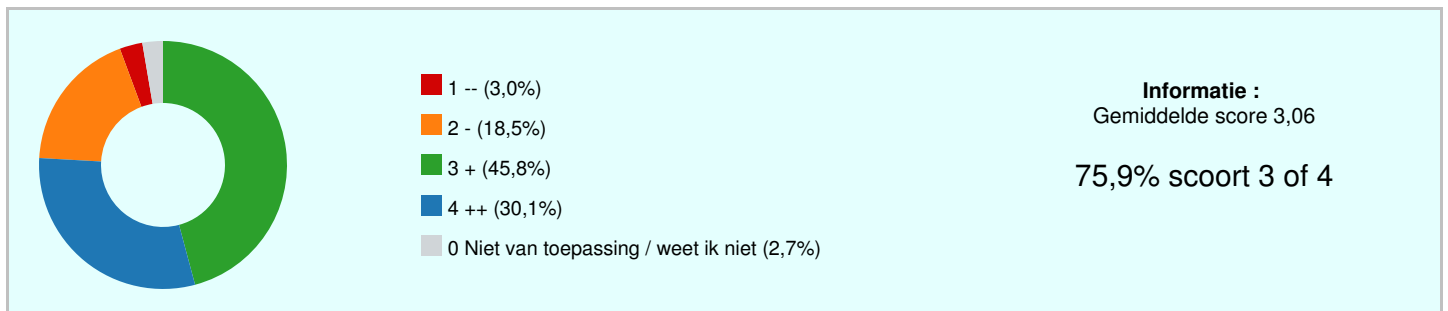 1 -- (3,0%)
2 - (18,5%)
3 + (45,8%)
4 ++ (30,1%)
0 Niet van toepassing / weet ik niet (2,7%)
Informatie :
Gemiddelde score 3,06
75,9% scoort 3 of 4